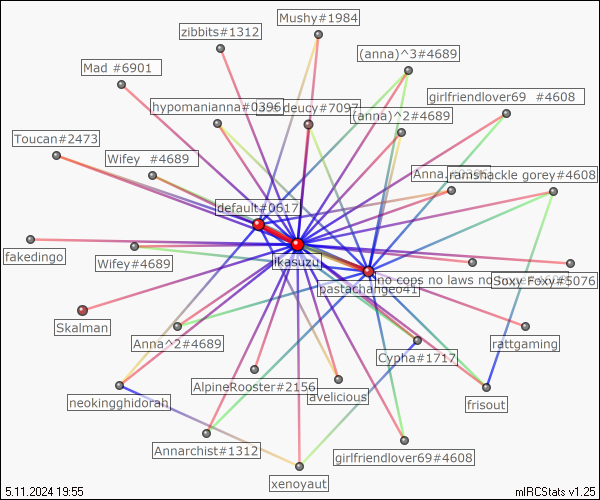 Mushy#1984
zibbits#1312
(anna)^3#4689
Mad #6901
girlfriendlover69 #4608
hypomanianna#0396
deucy#7097
(anna)^2#4689
Toucan#2473
Wifey #4689
Anna.
ramshackle gorey#4608
default#0617
fakedingo
Wifey#4689
ikasuzu
no cops no laws no
Soxy Foxy#5076
pastachangeo41
Skalman
Anna^2#4689
rattgaming
Cypha#1717
AlpineRooster#2156
avelicious
neokingghidorah
frisout
Annarchist#1312
girlfriendlover69#4608
xenoyaut
5.11.2024 19:55
mIRCStats v1.25